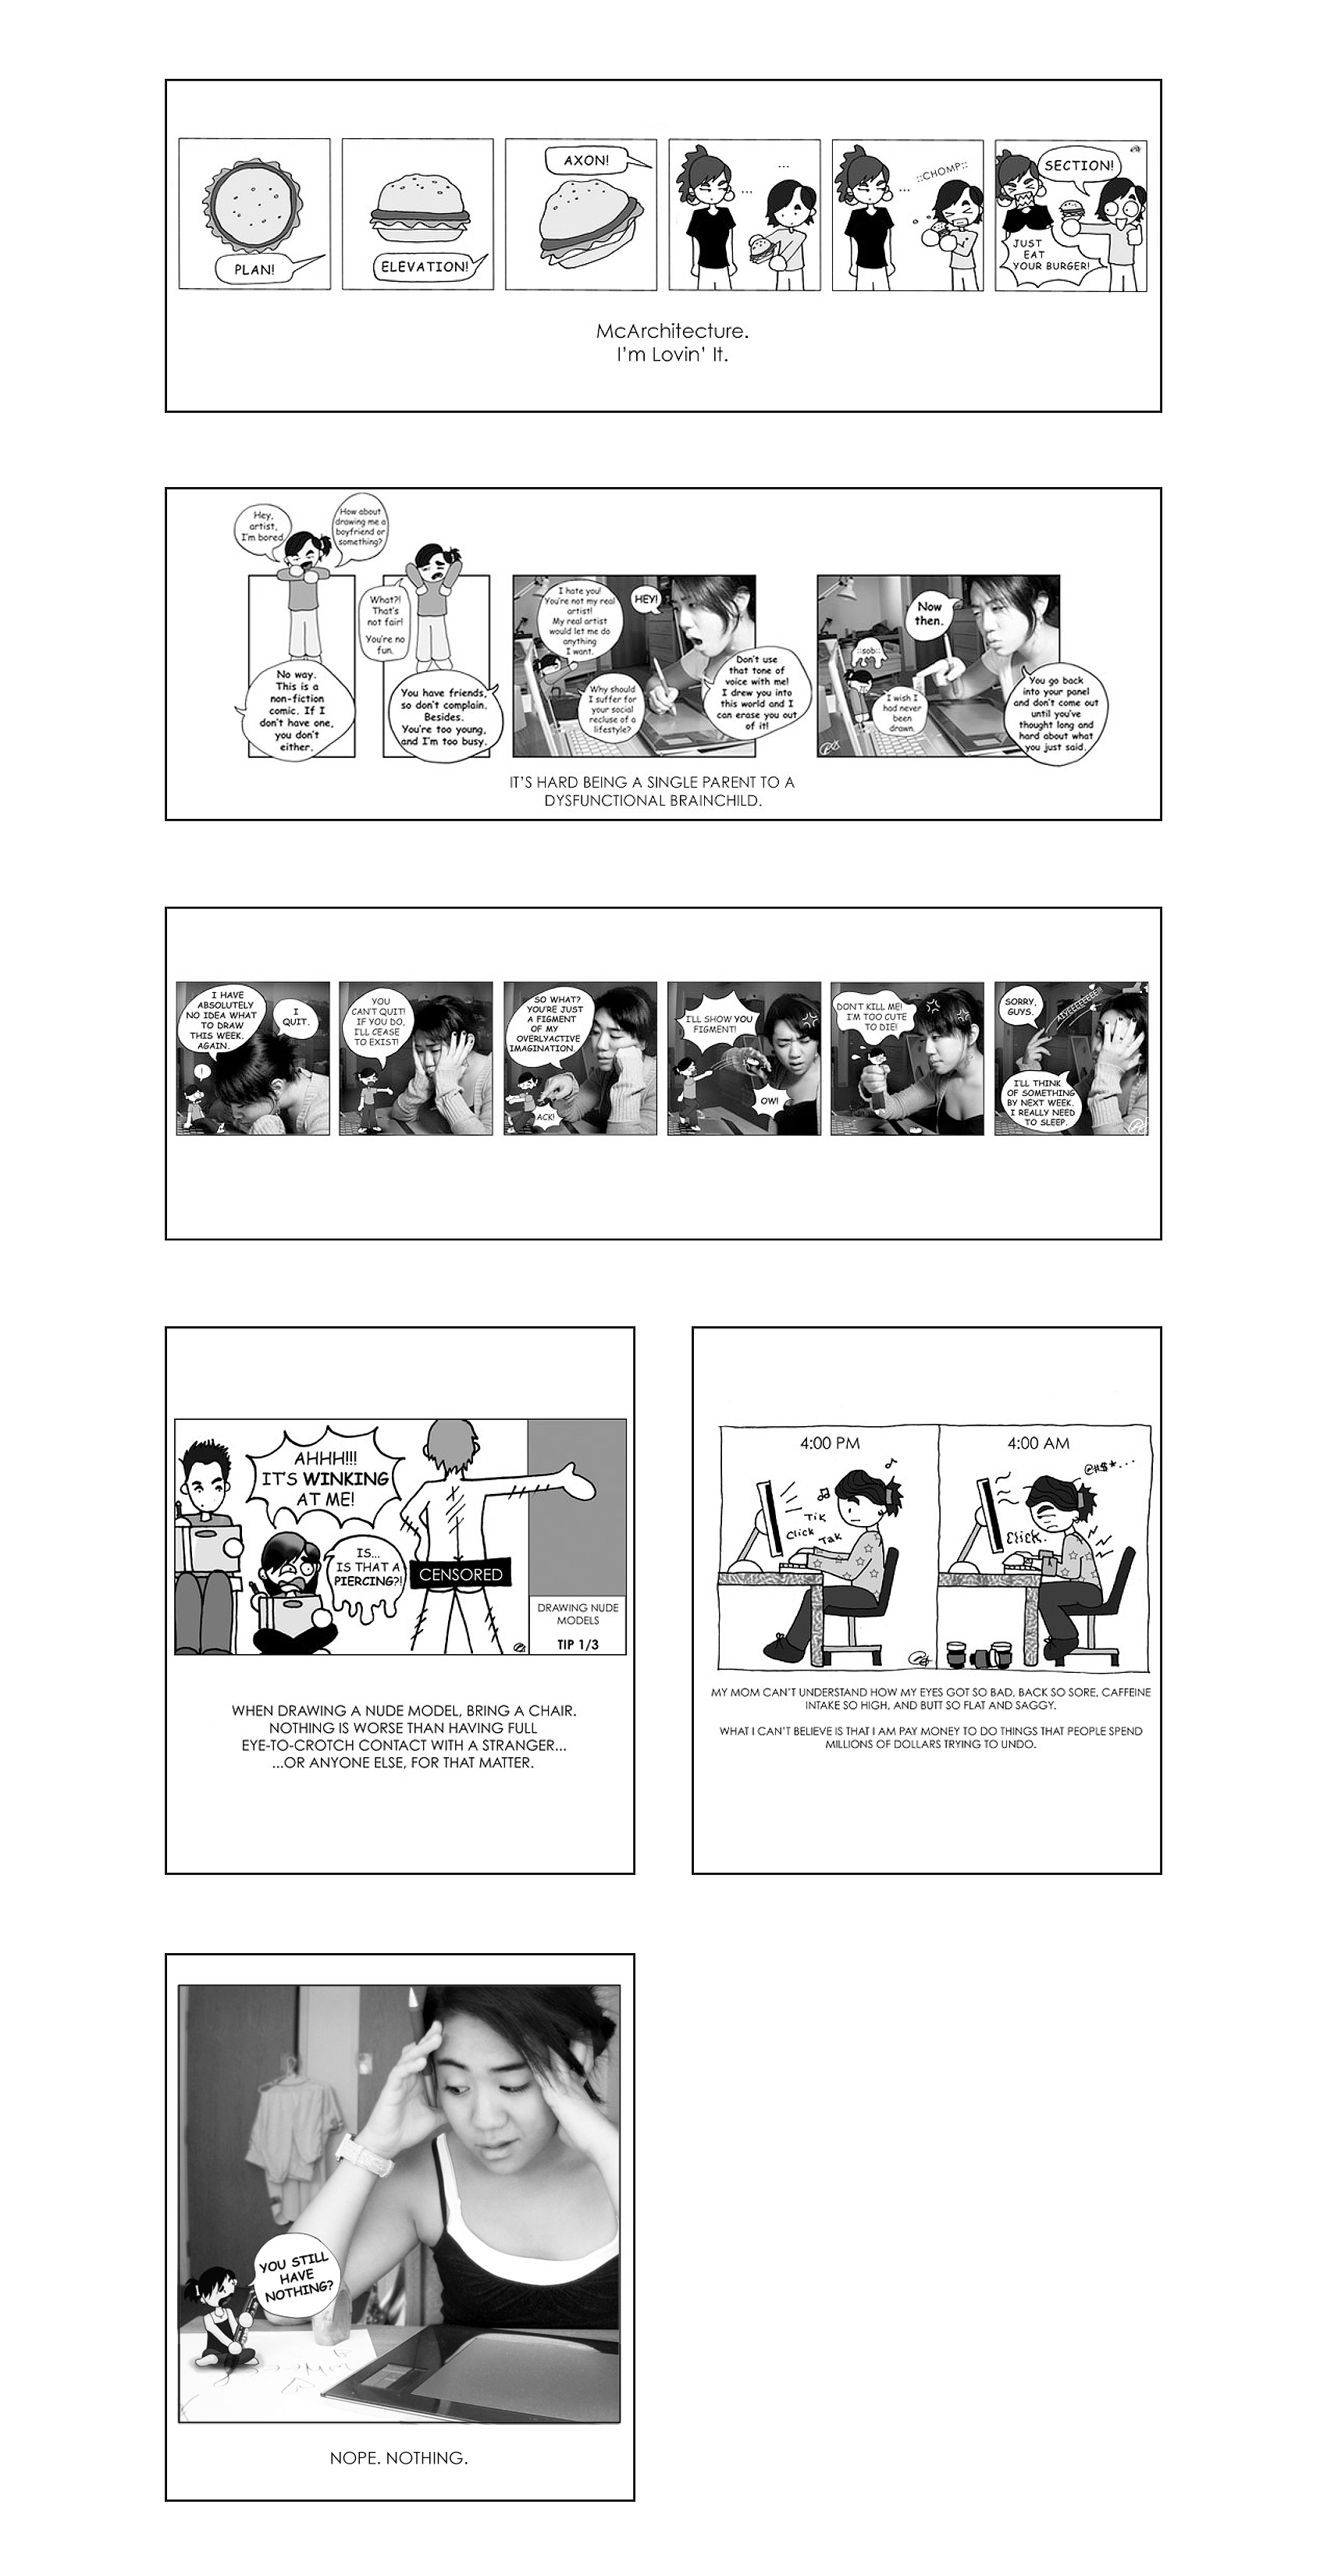 PLAN!
ELEVATION!
AXON!
...
...
...
::CHOMP::
SECTION!
JUST
EAT
YOUR BURGER!
McArchitecture.
I'm Lovin' It.
Hey,
artist,
I'm bored.
How about
drawing me a
boyfriend or
something?
No way.
This is a
non-fiction
comic. If I
don't have one,
you don't
either.
What?!
That's
not fair!
You're no
fun.
You have friends,
so don't complain.
Besides.
You're too young,
and I'm too busy.
I hate you!
You're not my real
artist!
My real artist
would let me do
anything
I want.
HEY!
Why should
I suffer for
your social
recluse of a
lifestyle?
Don't use
that tone of
voice with me!
I drew you into
this world and I
can erase you out
of it!
Now
then.
::sob::
I wish I
had never
been
drawn.
You go back
into your panel
and don't come out
until you've
thought long and
hard about what
you just said.
IT'S HARD BEING A SINGLE PARENT TO A
DYSFUNCTIONAL BRAINCHILD.
I HAVE
ABSOLUTELY
NO IDEA WHAT
TO DRAW
THIS WEEK.
AGAIN.
I
QUIT.
!
YOU
CAN'T QUIT!
IF YOU DO,
I'LL CEASE
TO EXIST!
SO WHAT?
YOU'RE JUST
A FIGMENT
OF MY
OVERLYACTIVE
IMAGINATION.
ACK!
I'LL SHOW YOU
FIGMENT!
OW!
DON'T KILL ME!
I'M TOO CUTE
TO DIE!
SORRY,
GUYS.
I'LL THINK
OF SOMETHING
BY NEXT WEEK.
I REALLY NEED
TO SLEEP.
AHHH!!!
IT'S WINKING
AT ME!
IS...
IS THAT A
PIERCING?!
CENSORED
DRAWING NUDE
MODELS
TIP 1/3
WHEN DRAWING A NUDE MODEL, BRING A CHAIR.
NOTHING IS WORSE THAN HAVING FULL
EYE-TO-CROTCH CONTACT WITH A STRANGER...
...OR ANYONE ELSE, FOR THAT MATTER.
4:00 PM
Tik
Click
Tak
4:00 AM
@#$*...
Click.
MY MOM CAN'T UNDERSTAND HOW MY EYES GOT SO BAD, BACK SO SORE, CAFFEINE
INTAKE SO HIGH, AND BUTT SO FLAT AND SAGGY.
WHAT I CAN'T BELIEVE IS THAT I AM PAY MONEY TO DO THINGS THAT PEOPLE SPEND
MILLIONS OF DOLLARS TRYING TO UNDO.
YOU STILL
HAVE
NOTHING?
NOPE. NOTHING.